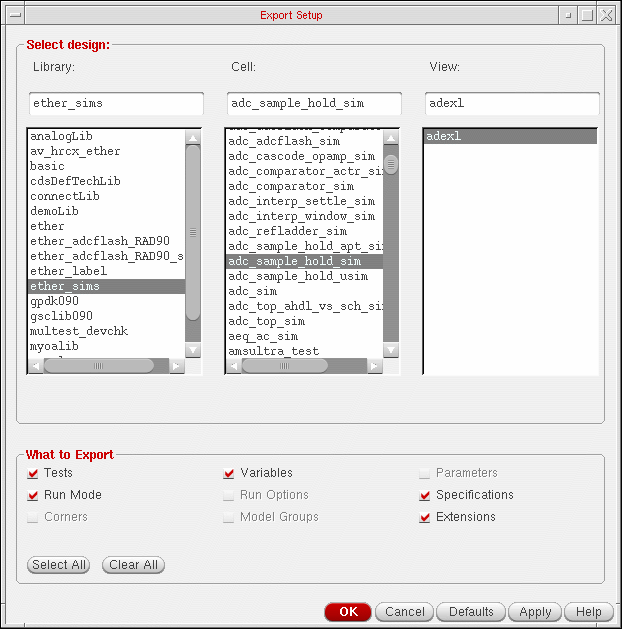 Export Setup
Select design:
Library: Cell: View:
ether_sims adc_sample_hold_sim adexl
analogLib
av_hrcx_ether
basic
cdsDefTechLib
connectLib
demoLib
ether
ether_adcflash_RAD90
ether_adcflash_RAD90_s
ether_label
ether_sims
gpdk090
gsclib090
multest_devchk
myoalib
adc_adcflash_sim
adc_cascode_opamp_sim
adc_comparator_actr_sim
adc_comparator_sim
adc_interp_settle_sim
adc_interp_window_sim
adc_refladder_sim
adc_sample_hold_apt_si
adc_sample_hold_sim
adc_sample_hold_usim
adc_sim
adc_top_ahdl_vs_sch_si
adc_top_sim
aeq_ac_sim
amsultra_test
adexl
What to Export
Tests Variables Parameters
Run Mode Run Options Specifications
Corners Model Groups Extensions
Select All Clear All
OK Cancel Defaults Apply Help